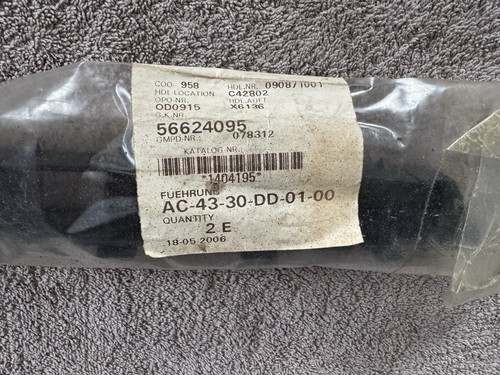 COO 958 HDL.NR. 090871001
HDL LOCATION C42802
OPO-NR. HDL.AUFT
OD0915 X6136
G.K.NR.
56624095
GMPD.NR.: 078312
KATALOG NR.:
*1404195*
FUEHRUNG
AC-43-30-DD-01-00
QUANTITY
2 E
18-05-2006